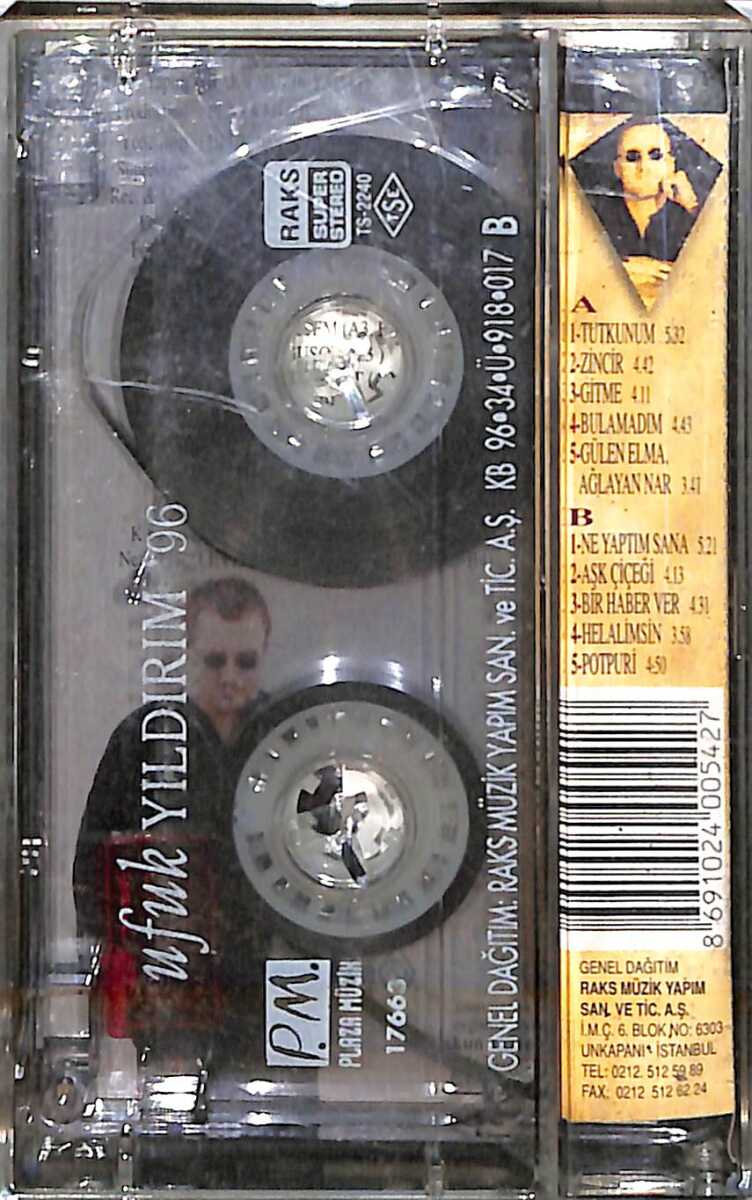 RAKS
SUPER
STEREO
TS-2240
TSE
GENEL DAĞITIM: RAKS MÜZİK YAPIM SAN. ve TİC. A.Ş. KB 96•34•Ü•918•017 B
ufuk YILDIRIM '96
P.M.
PLAZA MÜZİK
17663
A
1-TUTKUNUM 5.32
2-ZİNCİR 4.42
3-GİTME 4.11
4-BULAMADIM 4.43
5-GÜLEN ELMA,
AĞLAYAN NAR 3.41
B
1-NE YAPTIM SANA 5.21
2-AŞK ÇİÇEĞİ 4.13
3-BİR HABER VER 4.31
4-HELALİMSİN 3.58
5-POTPURİ 4.50
8 691024 005427
GENEL DAĞITIM
RAKS MÜZİK YAPIM
SAN. VE TİC. A.Ş.
İ.M.Ç. 6. BLOK NO: 6303
UNKAPANI* İSTANBUL
TEL: 0212. 512 59 89
FAX: 0212 512 62 24